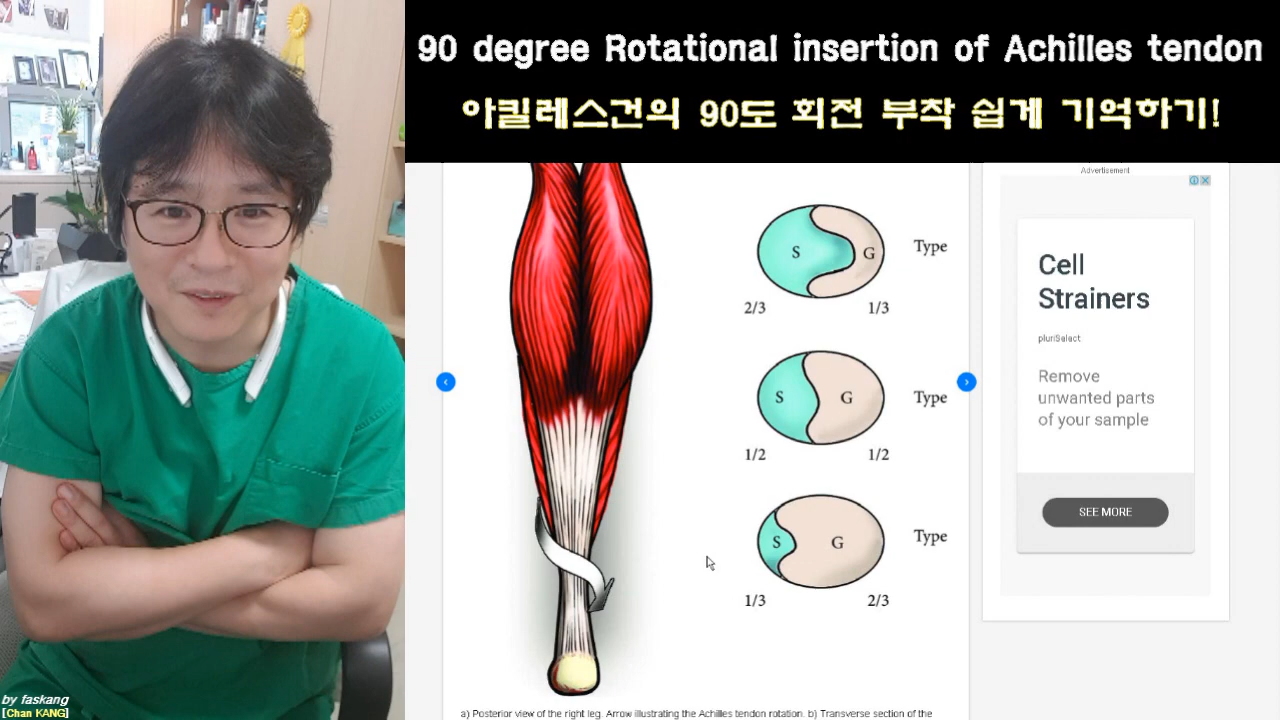 90 degree Rotational insertion of Achilles tendon
아킬레스건의 90도 회전 부착 쉽게 기억하기!
Advertisement
S
G
Type
2/3
1/3
Cell
Strainers
pluriSelect
Remove
unwanted parts
of your sample
S
G
Type
1/2
1/2
SEE MORE
S
G
Type
1/3
2/3
by faskang
[Chan KANG]
a) Posterior view of the right leg. Arrow illustrating the Achilles tendon rotation. b) Transverse section of the